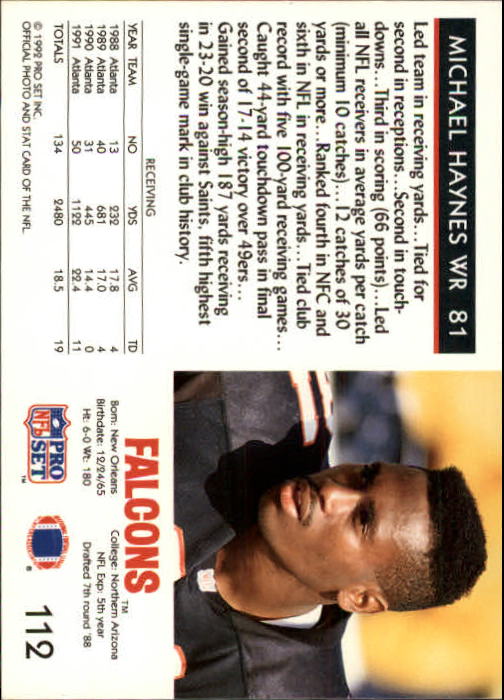 MICHAEL HAYNES WR 81
Led team in receiving yards...Tied for
second in receptions...Second in touch-
downs...Third in scoring (66 points)...Led
all NFL receivers in average yards per catch
(minimum 10 catches)...12 catches of 30
yards or more...Ranked fourth in NFC and
sixth in NFL in receiving yards...Tied club
record with five 100-yard receiving games...
Caught 44-yard touchdown pass in final
second of 17-14 victory over 49ers...
Gained season-high 187 yards receiving
in 23-20 win against Saints, fifth highest
single-game mark in club history.
RECEIVING
YEAR TEAM NO YDS AVG TD
1988 Atlanta 13 232 17.8 4
1989 Atlanta 40 681 17.0 4
1990 Atlanta 31 445 14.4 0
1991 Atlanta 50 1122 22.4 11
TOTALS 134 2480 18.5 19
© 1992 PRO SET INC.
OFFICIAL PHOTO AND STAT CARD OF THE NFL
FALCONS™
Born: New Orleans College: Northern Arizona
Birthdate: 12/24/65 NFL Exp: 5th year
Ht: 6-0 Wt: 180 Drafted 7th round '88
PRO
NFL SET ™
®
112